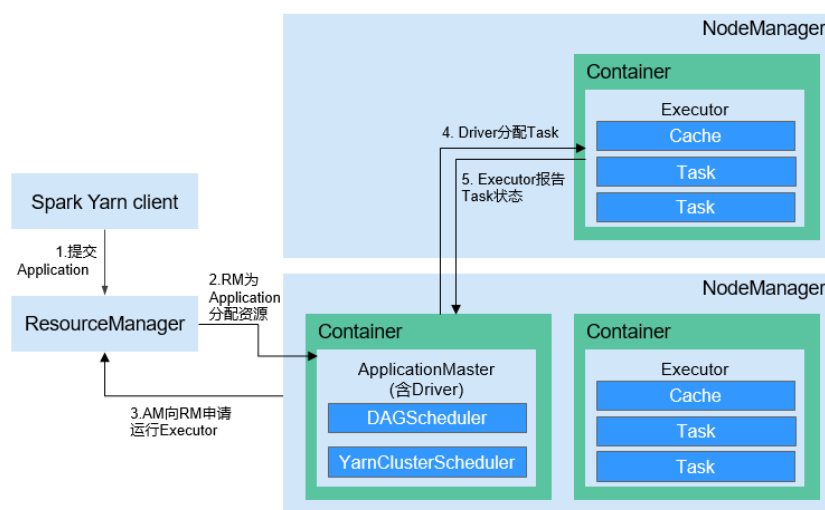 NodeManager
Container
Executor
Cache
Task
Task
4. Driver分配Task
5. Executor报告
Task状态
Spark Yarn client
1.提交
Application
ResourceManager
2.RM为
Application
分配资源
3.AM向RM申请
运行Executor
NodeManager
Container
ApplicationMaster
(含Driver)
DAGScheduler
YarnClusterScheduler
Container
Executor
Cache
Task
Task